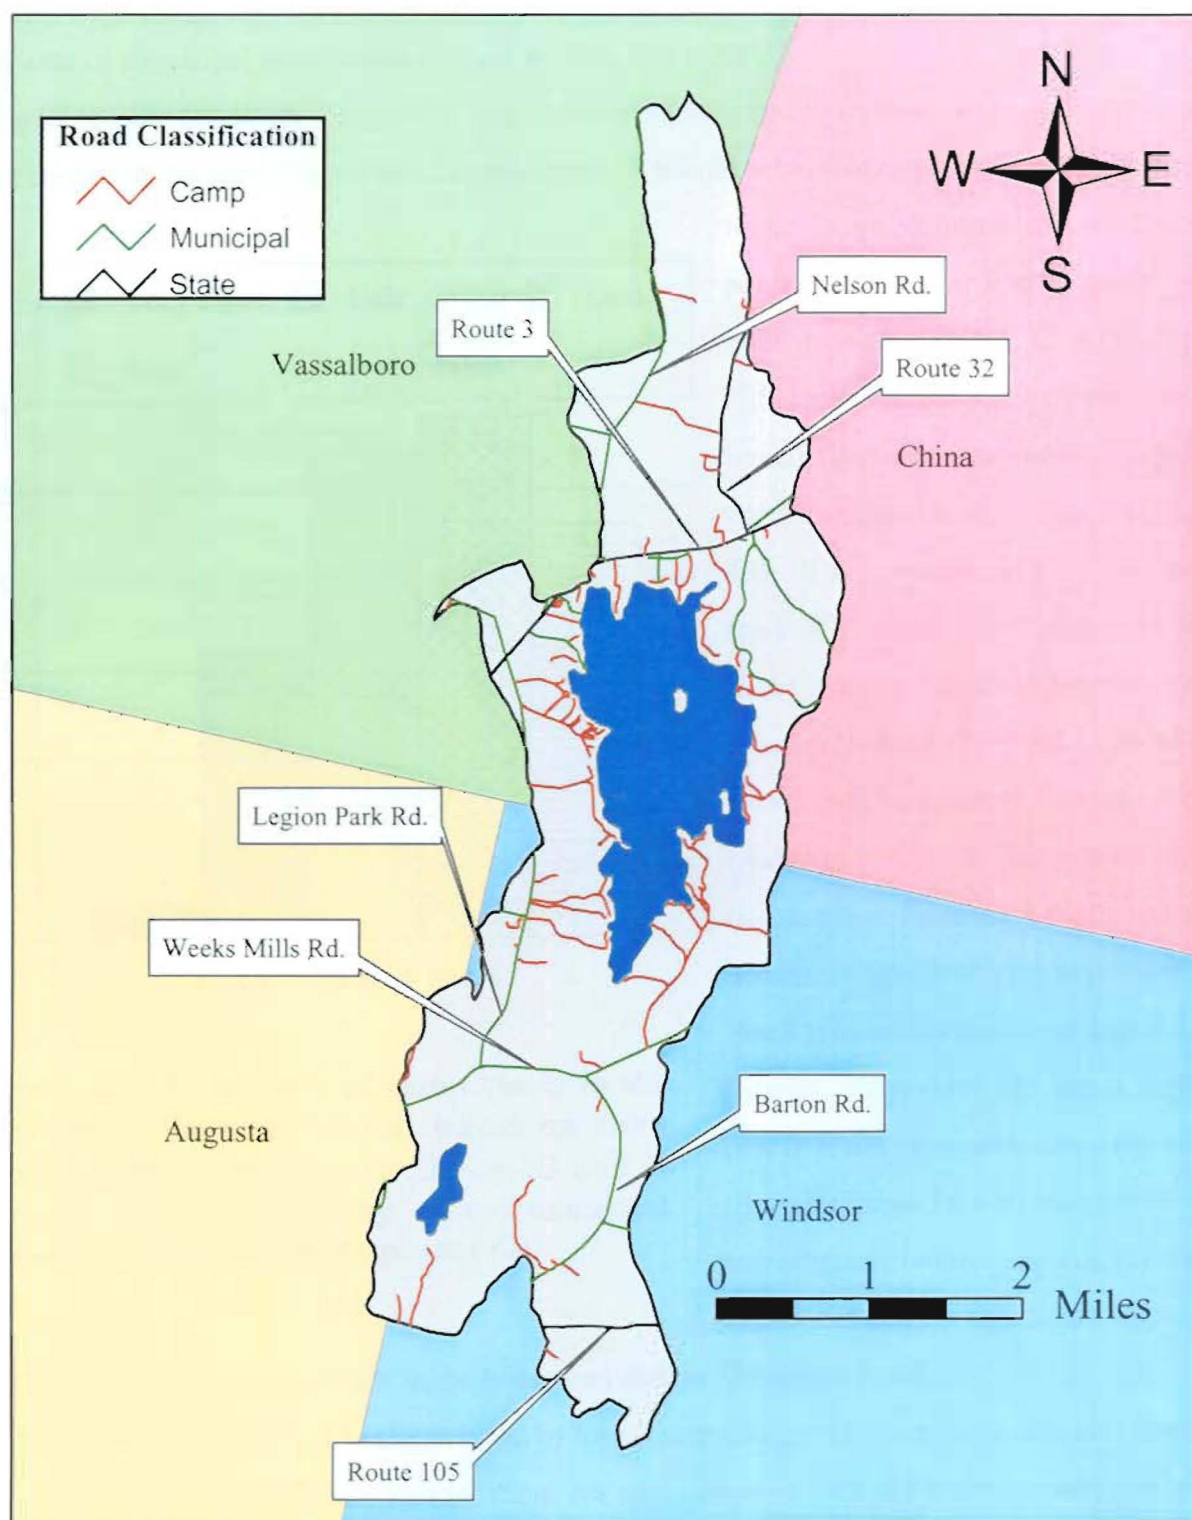 N
W E
S
Road Classification
Camp
Municipal
State
Nelson Rd.
Route 3
Route 32
Vassalboro
China
Legion Park Rd.
Weeks Mills Rd.
Barton Rd.
Augusta
Windsor
0 1 2
Miles
Route 105